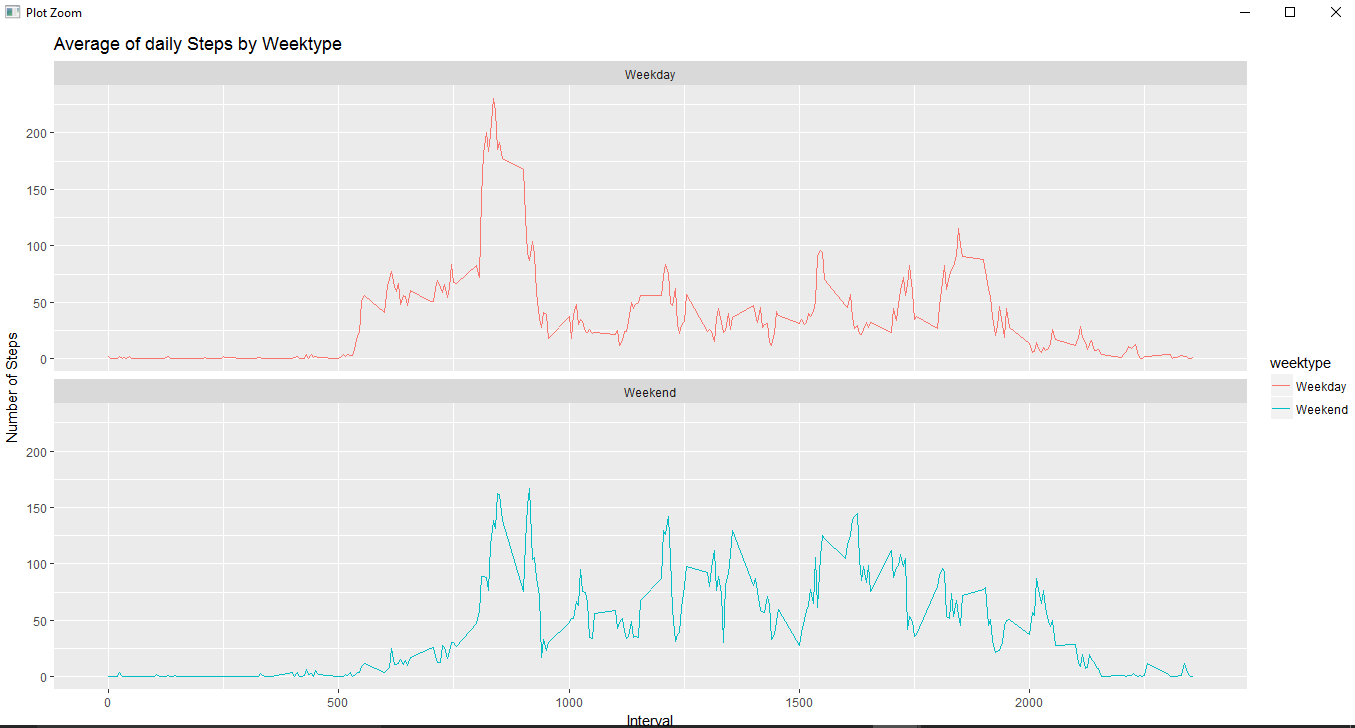 Plot Zoom
Average of daily Steps by Weektype
Weekday
200
150
100
50
0
Number of Steps
Weekend
200
150
100
50
0
0 500 1000 1500 2000
Interval
weektype
Weekday
Weekend